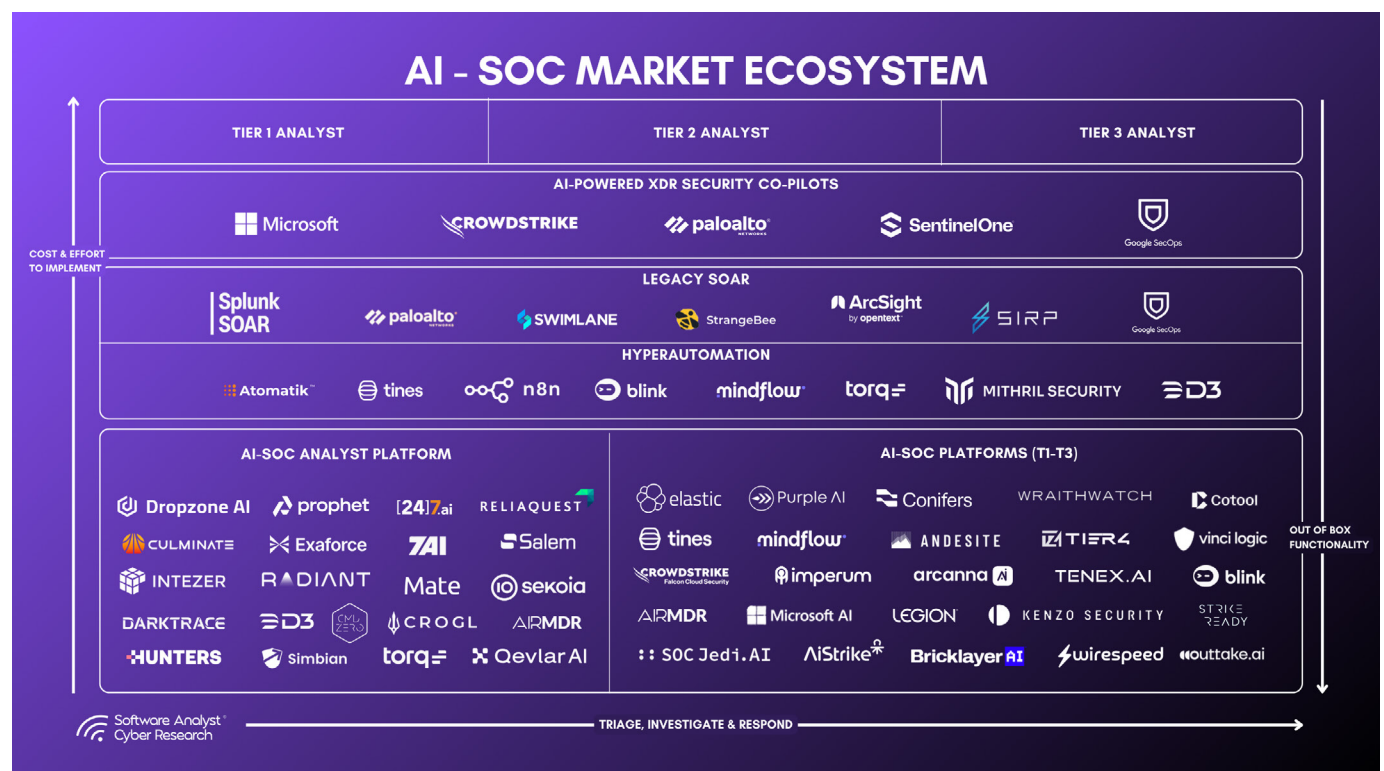 AI - SOC MARKET ECOSYSTEM
TIER 1 ANALYST
TIER 2 ANALYST
TIER 3 ANALYST
AI-POWERED XDR SECURITY CO-PILOTS
Microsoft
CROWDSTRIKE
paloalto
NETWORKS
SentinelOne
Google SecOps
COST & EFFORT
TO IMPLEMENT
LEGACY SOAR
Splunk
SOAR
paloalto
NETWORKS
SWIMLANE
StrangeBee
ArcSight
by opentext
SIRP
Google SecOps
HYPERAUTOMATION
Atomatik™
tines
n8n
blink
mindflow
torq
MITHRIL SECURITY
D3
AI-SOC ANALYST PLATFORM
Dropzone AI
prophet
[24]7.ai
RELIAQUEST
CULMINATE
Exaforce
7AI
Salem
INTEZER
RADIANT
Mate
sekoia
DARKTRACE
D3
CML
ZERO
CROGL
AIRMDR
HUNTERS
Simbian
torq
Qevlar AI
AI-SOC PLATFORMS (T1-T3)
elastic
Purple AI
Conifers
WRAITHWATCH
Cotool
tines
mindflow
ANDESITE
TIER4
vinci logic
CROWDSTRIKE
Falcon Cloud Security
imperum
arcanna Ai
TENEX.AI
blink
AIRMDR
Microsoft AI
LEGION
KENZO SECURITY
STRIKE
READY
SOC Jedi.AI
AiStrike
Bricklayer AI
wirespeed
outtake.ai
OUT OF BOX
FUNCTIONALITY
Software Analyst
Cyber Research
TRIAGE, INVESTIGATE & RESPOND